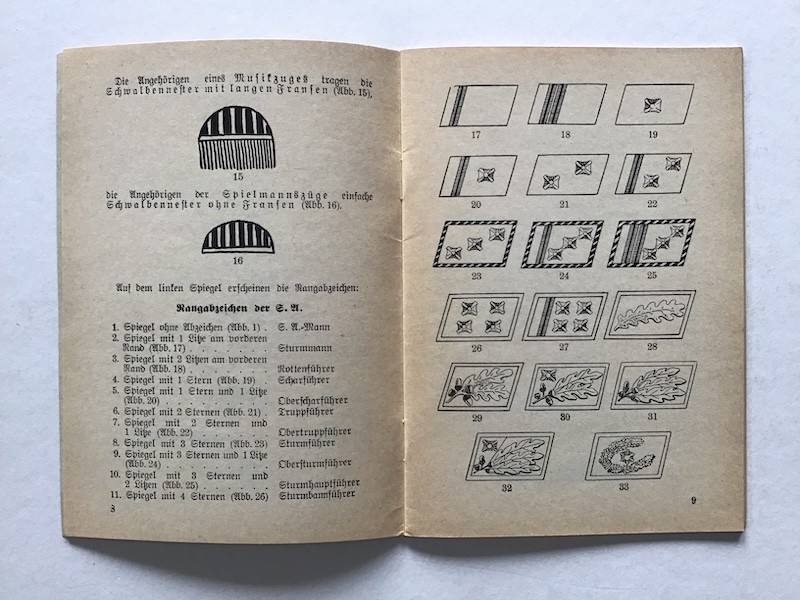 Die Angehörigen eines Musikzuges tragen die
Schwalbennester mit langen Fransen (Abb. 15),
15
die Angehörigen der Spielmannszüge einfache
Schwalbennester ohne Fransen (Abb. 16).
16
Auf dem linken Spiegel erscheinen die Rangabzeichen:
Rangabzeichen der S. A.
1. Spiegel ohne Abzeichen (Abb. 1) . S. A.-Mann
2. Spiegel mit 1 Litze am vorderen
Rand (Abb. 17) . . . . . . . Sturmmann
3. Spiegel mit 2 Litzen am vorderen
Rand (Abb. 18) . . . . . . . Rottenführer
4. Spiegel mit 1 Stern (Abb. 19) . Scharführer
5. Spiegel mit 1 Stern und 1 Litze
(Abb. 20) . . . . . . . . . Oberscharführer
6. Spiegel mit 2 Sternen (Abb. 21) . Truppführer
7. Spiegel mit 2 Sternen und
1 Litze (Abb. 22) . . . . . . Obertruppführer
8. Spiegel mit 3 Sternen (Abb. 23) Sturmführer
9. Spiegel mit 3 Sternen und 1 Litze
(Abb. 24) . . . . . . . . . Obersturmführer
10. Spiegel mit 3 Sternen und
2 Litzen (Abb. 25) . . . . . . Sturmhauptführer
11. Spiegel mit 4 Sternen (Abb. 26) Sturmbannführer
8
17 18 19
20 21 22
23 24 25
26 27 28
29 30 31
32 33
9